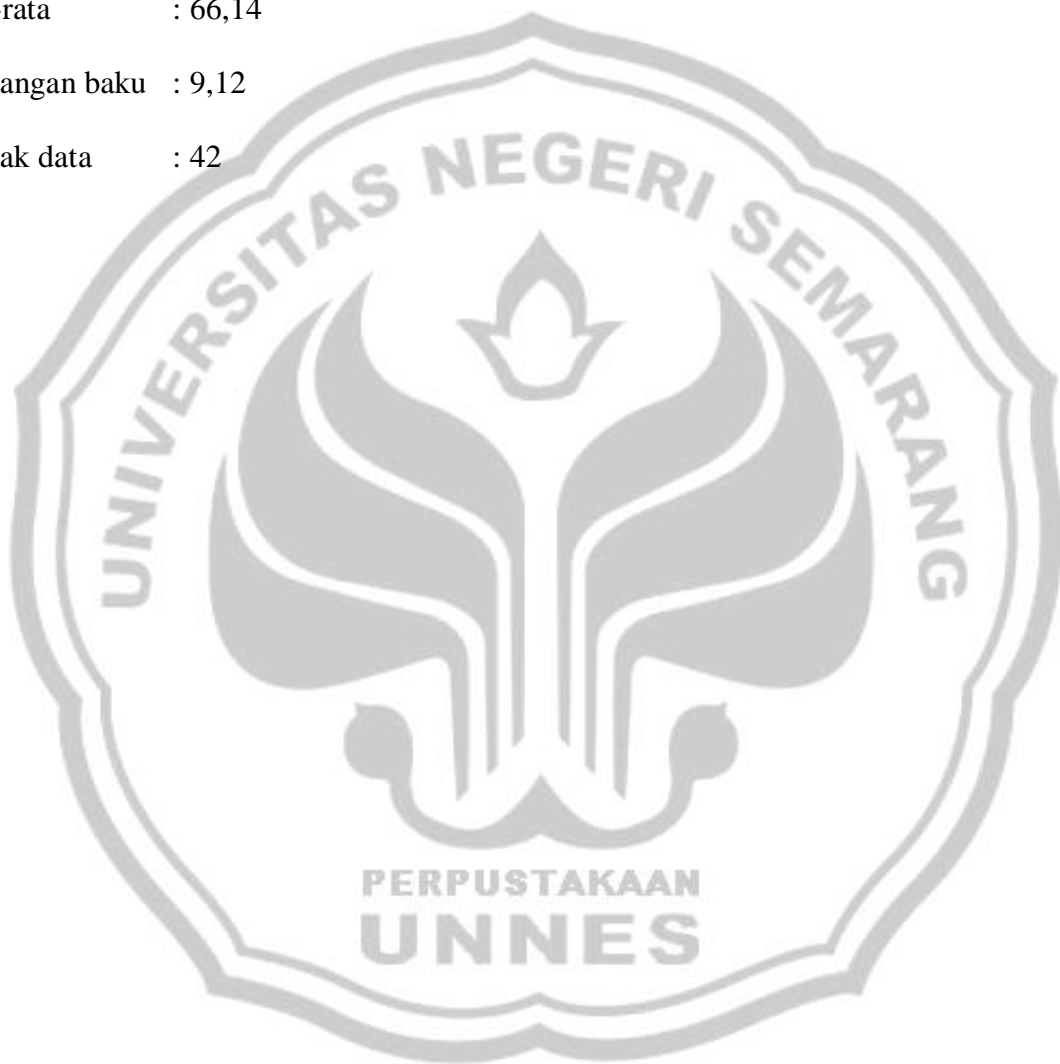 rata : 66,14
angan baku : 9,12
ak data : 42
UNIVERSITAS NEGERI SEMARANG
PERPUSTAKAAN
UNNES